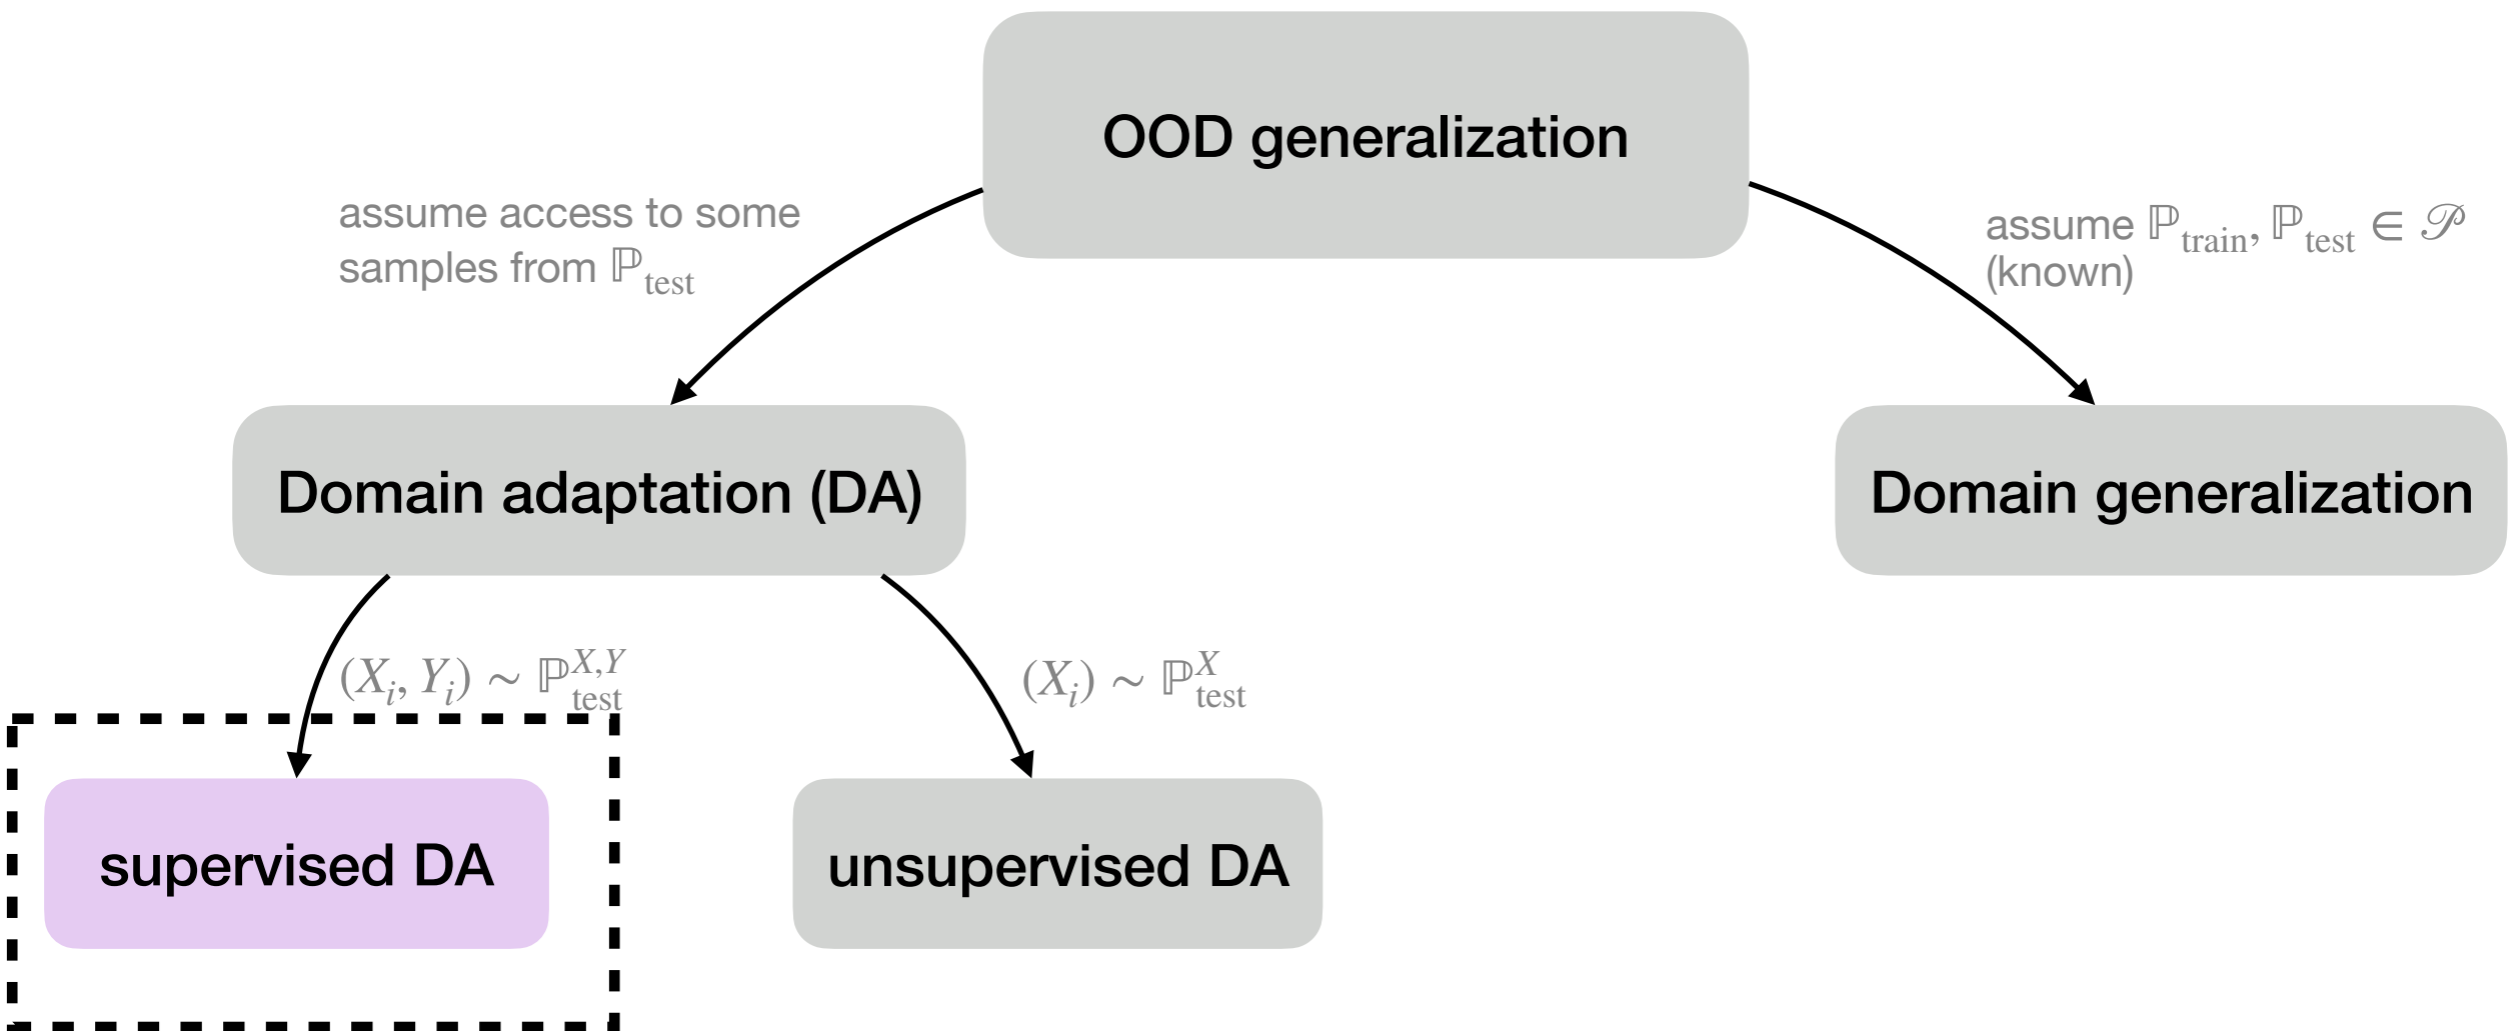 OOD generalization
assume access to some
samples from ℙ_test
assume ℙ_train, ℙ_test ∈ 𝒫
(known)
Domain adaptation (DA)
Domain generalization
(X_i, Y_i) ∼ ℙ_test^{X,Y}
(X_i) ∼ ℙ_test^X
supervised DA
unsupervised DA